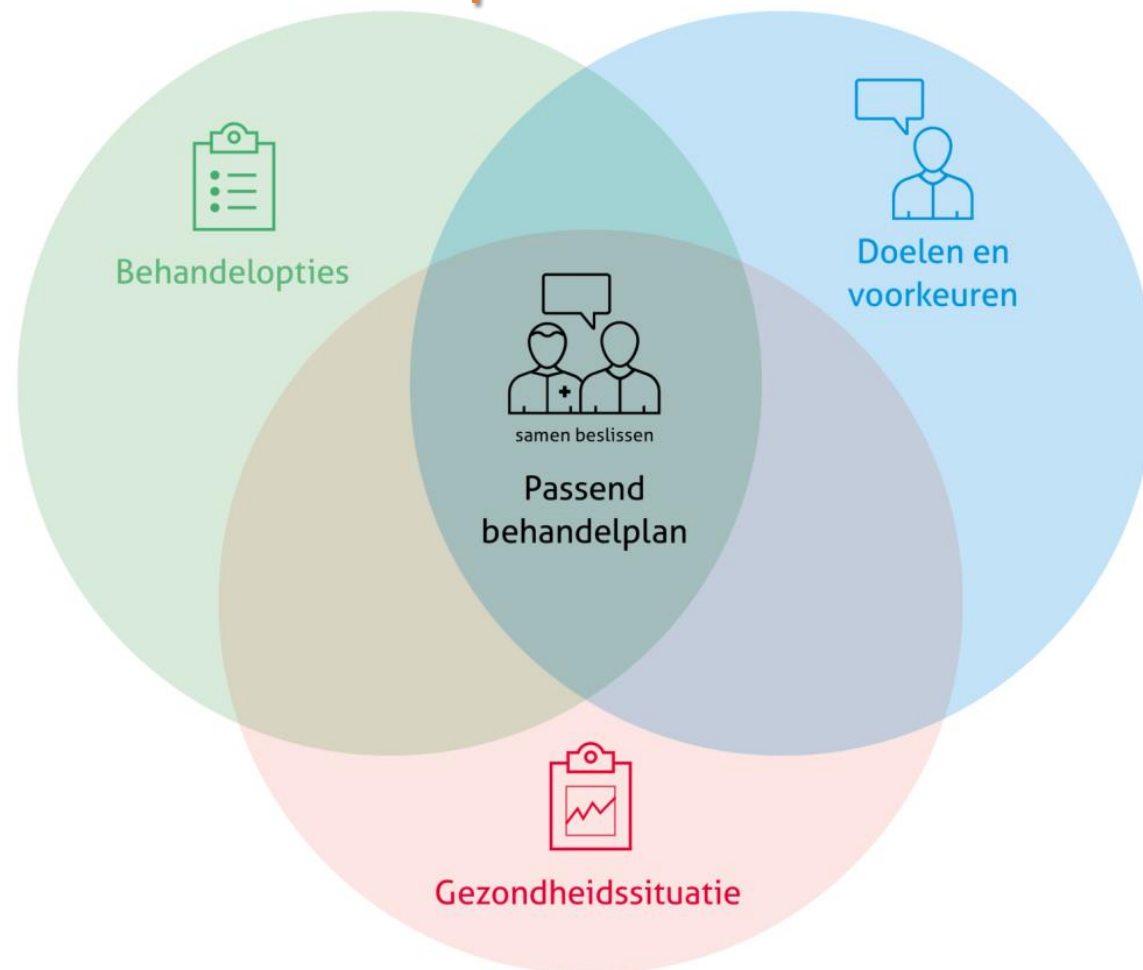 Behandelopties
Doelen en
voorkeuren
samen beslissen
Passend
behandelplan
Gezondheidssituatie